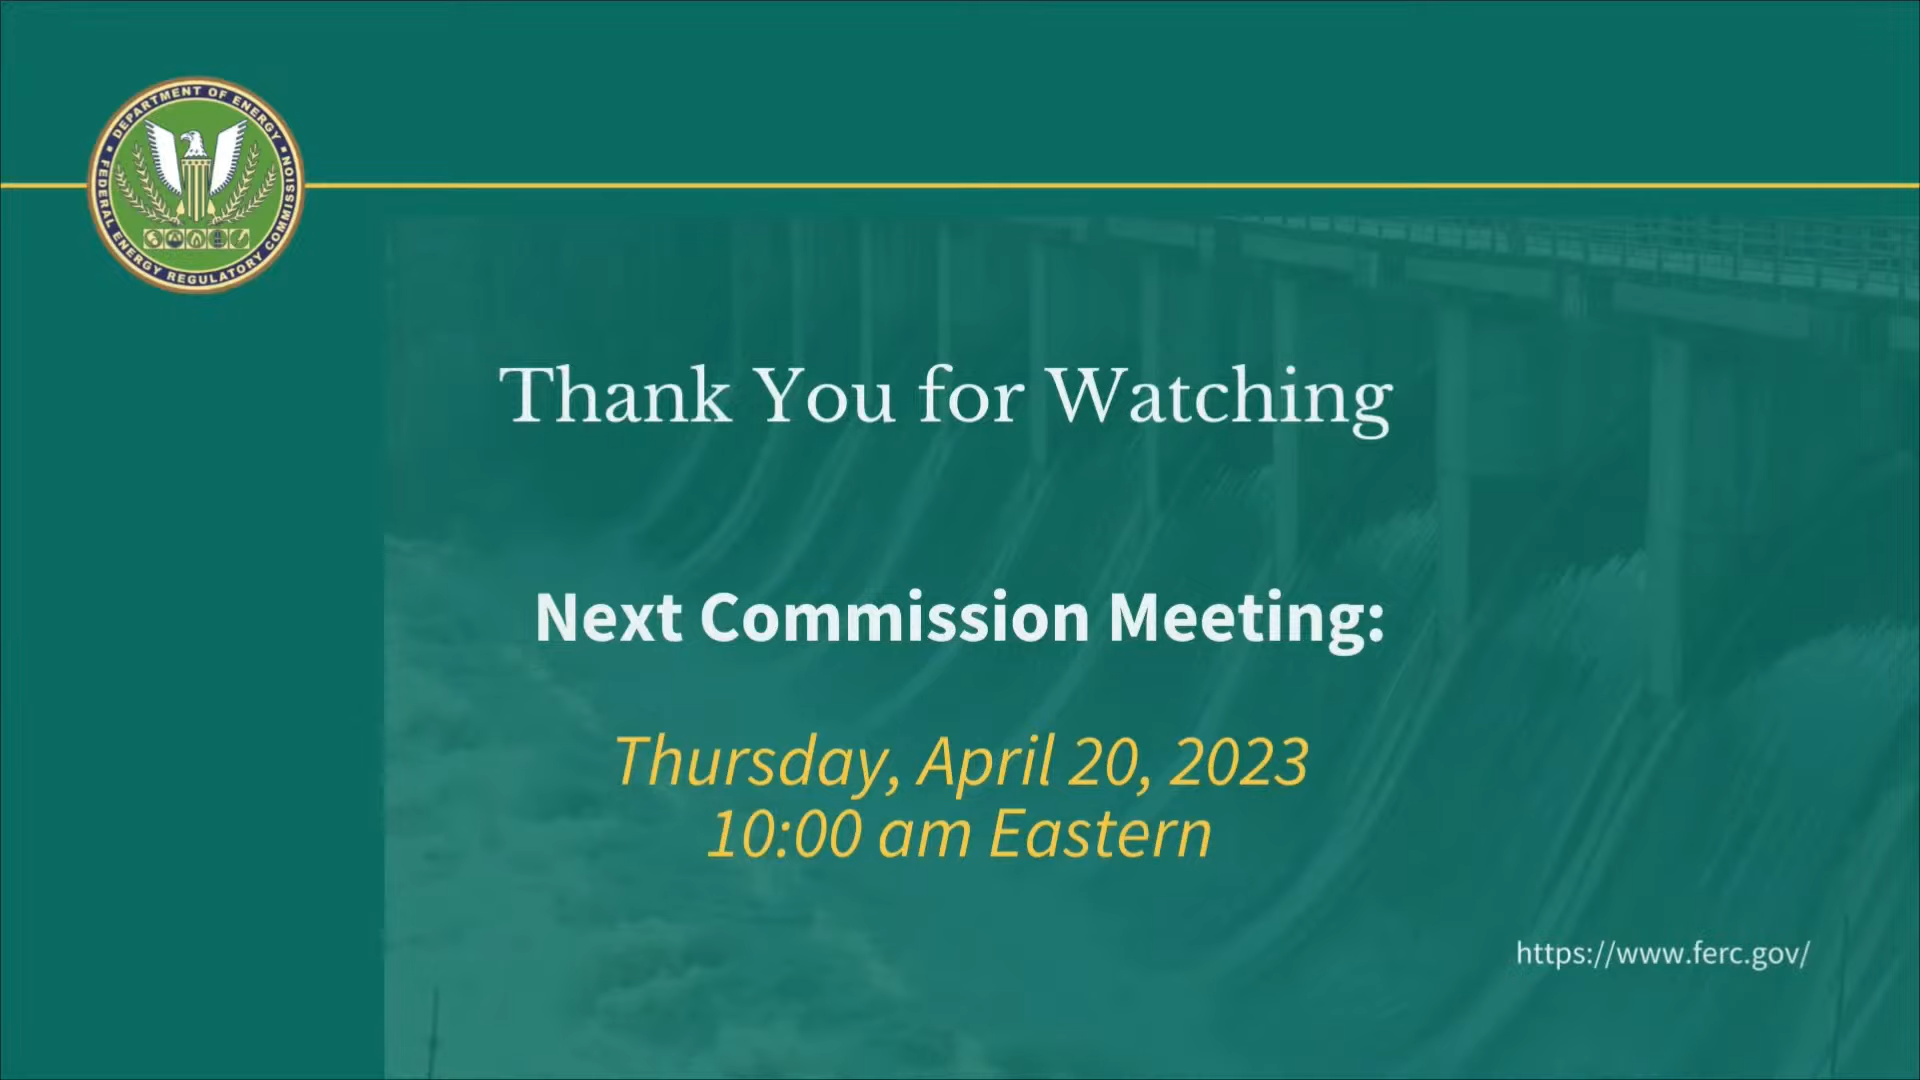 DEPARTMENT OF ENERGY
FEDERAL ENERGY REGULATORY COMMISSION
Thank You for Watching
Next Commission Meeting:
Thursday, April 20, 2023
10:00 am Eastern
https://www.ferc.gov/